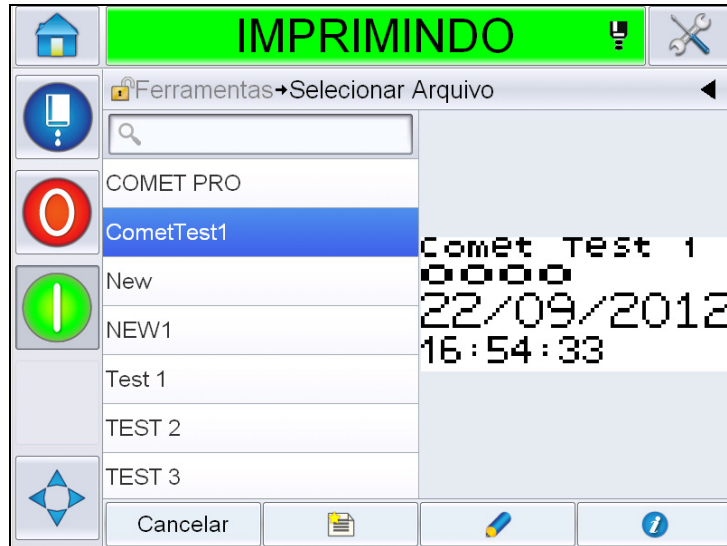 IMPRIMINDO
Ferramentas→Selecionar Arquivo
COMET PRO
CometTest1
New
NEW1
Test 1
TEST 2
TEST 3
Comet Test 1
0000
22/09/2012
16:54:33
Cancelar